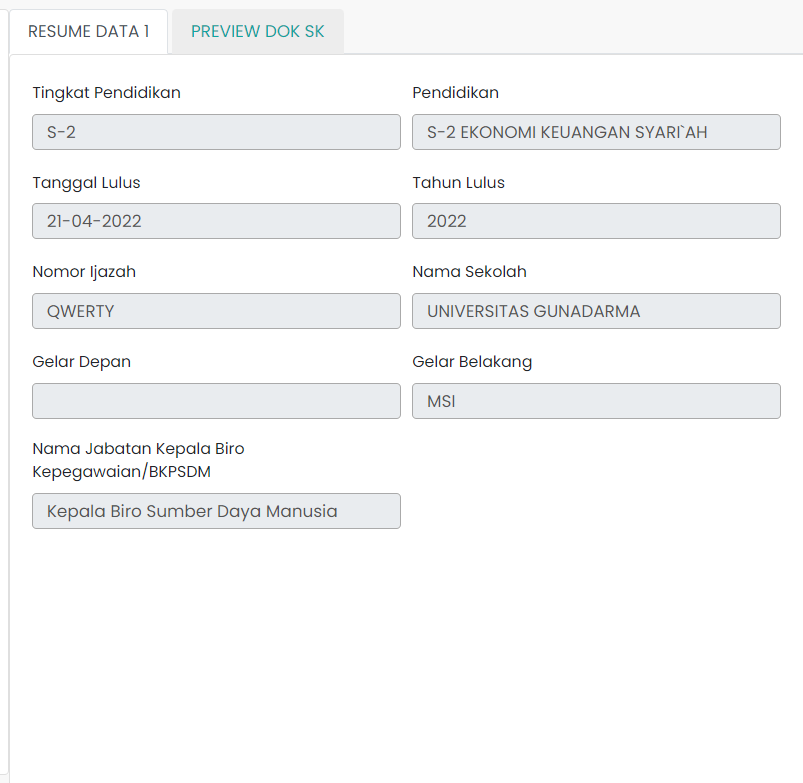 RESUME DATA 1
PREVIEW DOK SK
Tingkat Pendidikan
Pendidikan
S-2
S-2 EKONOMI KEUANGAN SYARI`AH
Tanggal Lulus
Tahun Lulus
21-04-2022
2022
Nomor Ijazah
Nama Sekolah
QWERTY
UNIVERSITAS GUNADARMA
Gelar Depan
Gelar Belakang
MSI
Nama Jabatan Kepala Biro
Kepegawaian/BKPSDM
Kepala Biro Sumber Daya Manusia